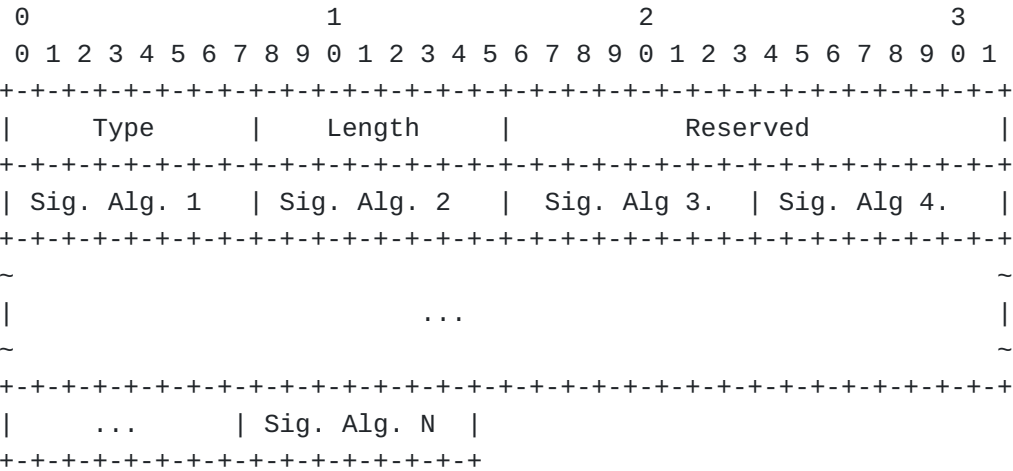 0                   1                   2                   3
 0 1 2 3 4 5 6 7 8 9 0 1 2 3 4 5 6 7 8 9 0 1 2 3 4 5 6 7 8 9 0 1
+-+-+-+-+-+-+-+-+-+-+-+-+-+-+-+-+-+-+-+-+-+-+-+-+-+-+-+-+-+-+-+-+
|     Type      |    Length     |           Reserved            |
+-+-+-+-+-+-+-+-+-+-+-+-+-+-+-+-+-+-+-+-+-+-+-+-+-+-+-+-+-+-+-+-+
| Sig. Alg. 1   | Sig. Alg. 2   |  Sig. Alg 3.  | Sig. Alg 4.   |
+-+-+-+-+-+-+-+-+-+-+-+-+-+-+-+-+-+-+-+-+-+-+-+-+-+-+-+-+-+-+-+-+
~                                                               ~
|                          ...                                  |
~                                                               ~
+-+-+-+-+-+-+-+-+-+-+-+-+-+-+-+-+-+-+-+-+-+-+-+-+-+-+-+-+-+-+-+-+
|     ...      | Sig. Alg. N  |
+-+-+-+-+-+-+-+-+-+-+-+-+-+-+-+